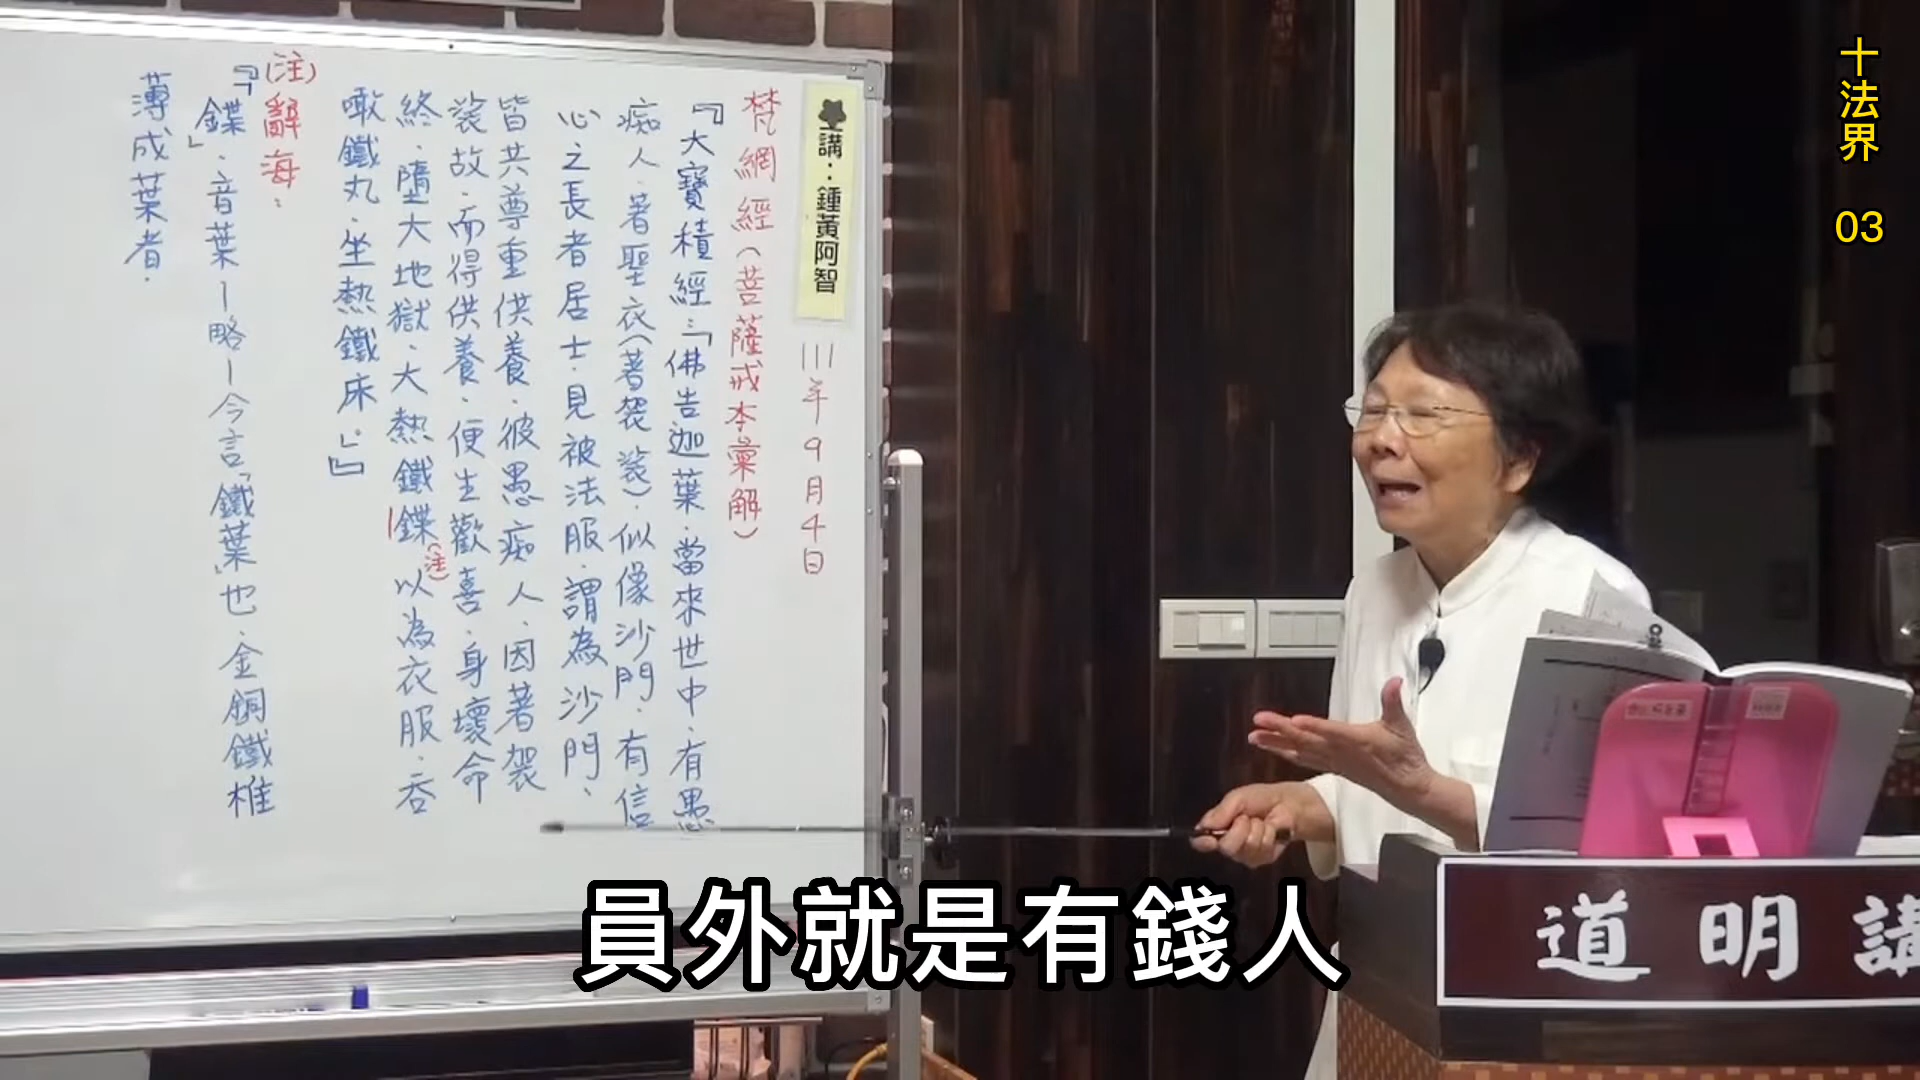 十法界 03
主講：鍾黃阿智
111年9月4日
梵網經（菩薩戒本彙解）
『大寶積經：「佛告迦葉．當來世中．有愚
痴人．著聖衣（著袈裟）．似像沙門．有信
心之長者居士．見被法服．謂為沙門、
皆共尊重供養．彼愚痴人．因著袈
裟故．而得供養．便生歡喜．身壞命
終．墮大地獄．大熱鐵鍱（注）以為衣服．吞
噉鐵丸．坐熱鐵床。」』
（注）辭海：
『「鍱」．音葉—略—今言「鐵葉」也．金銅鐵椎
薄成葉者．
員外就是有錢人
道明講